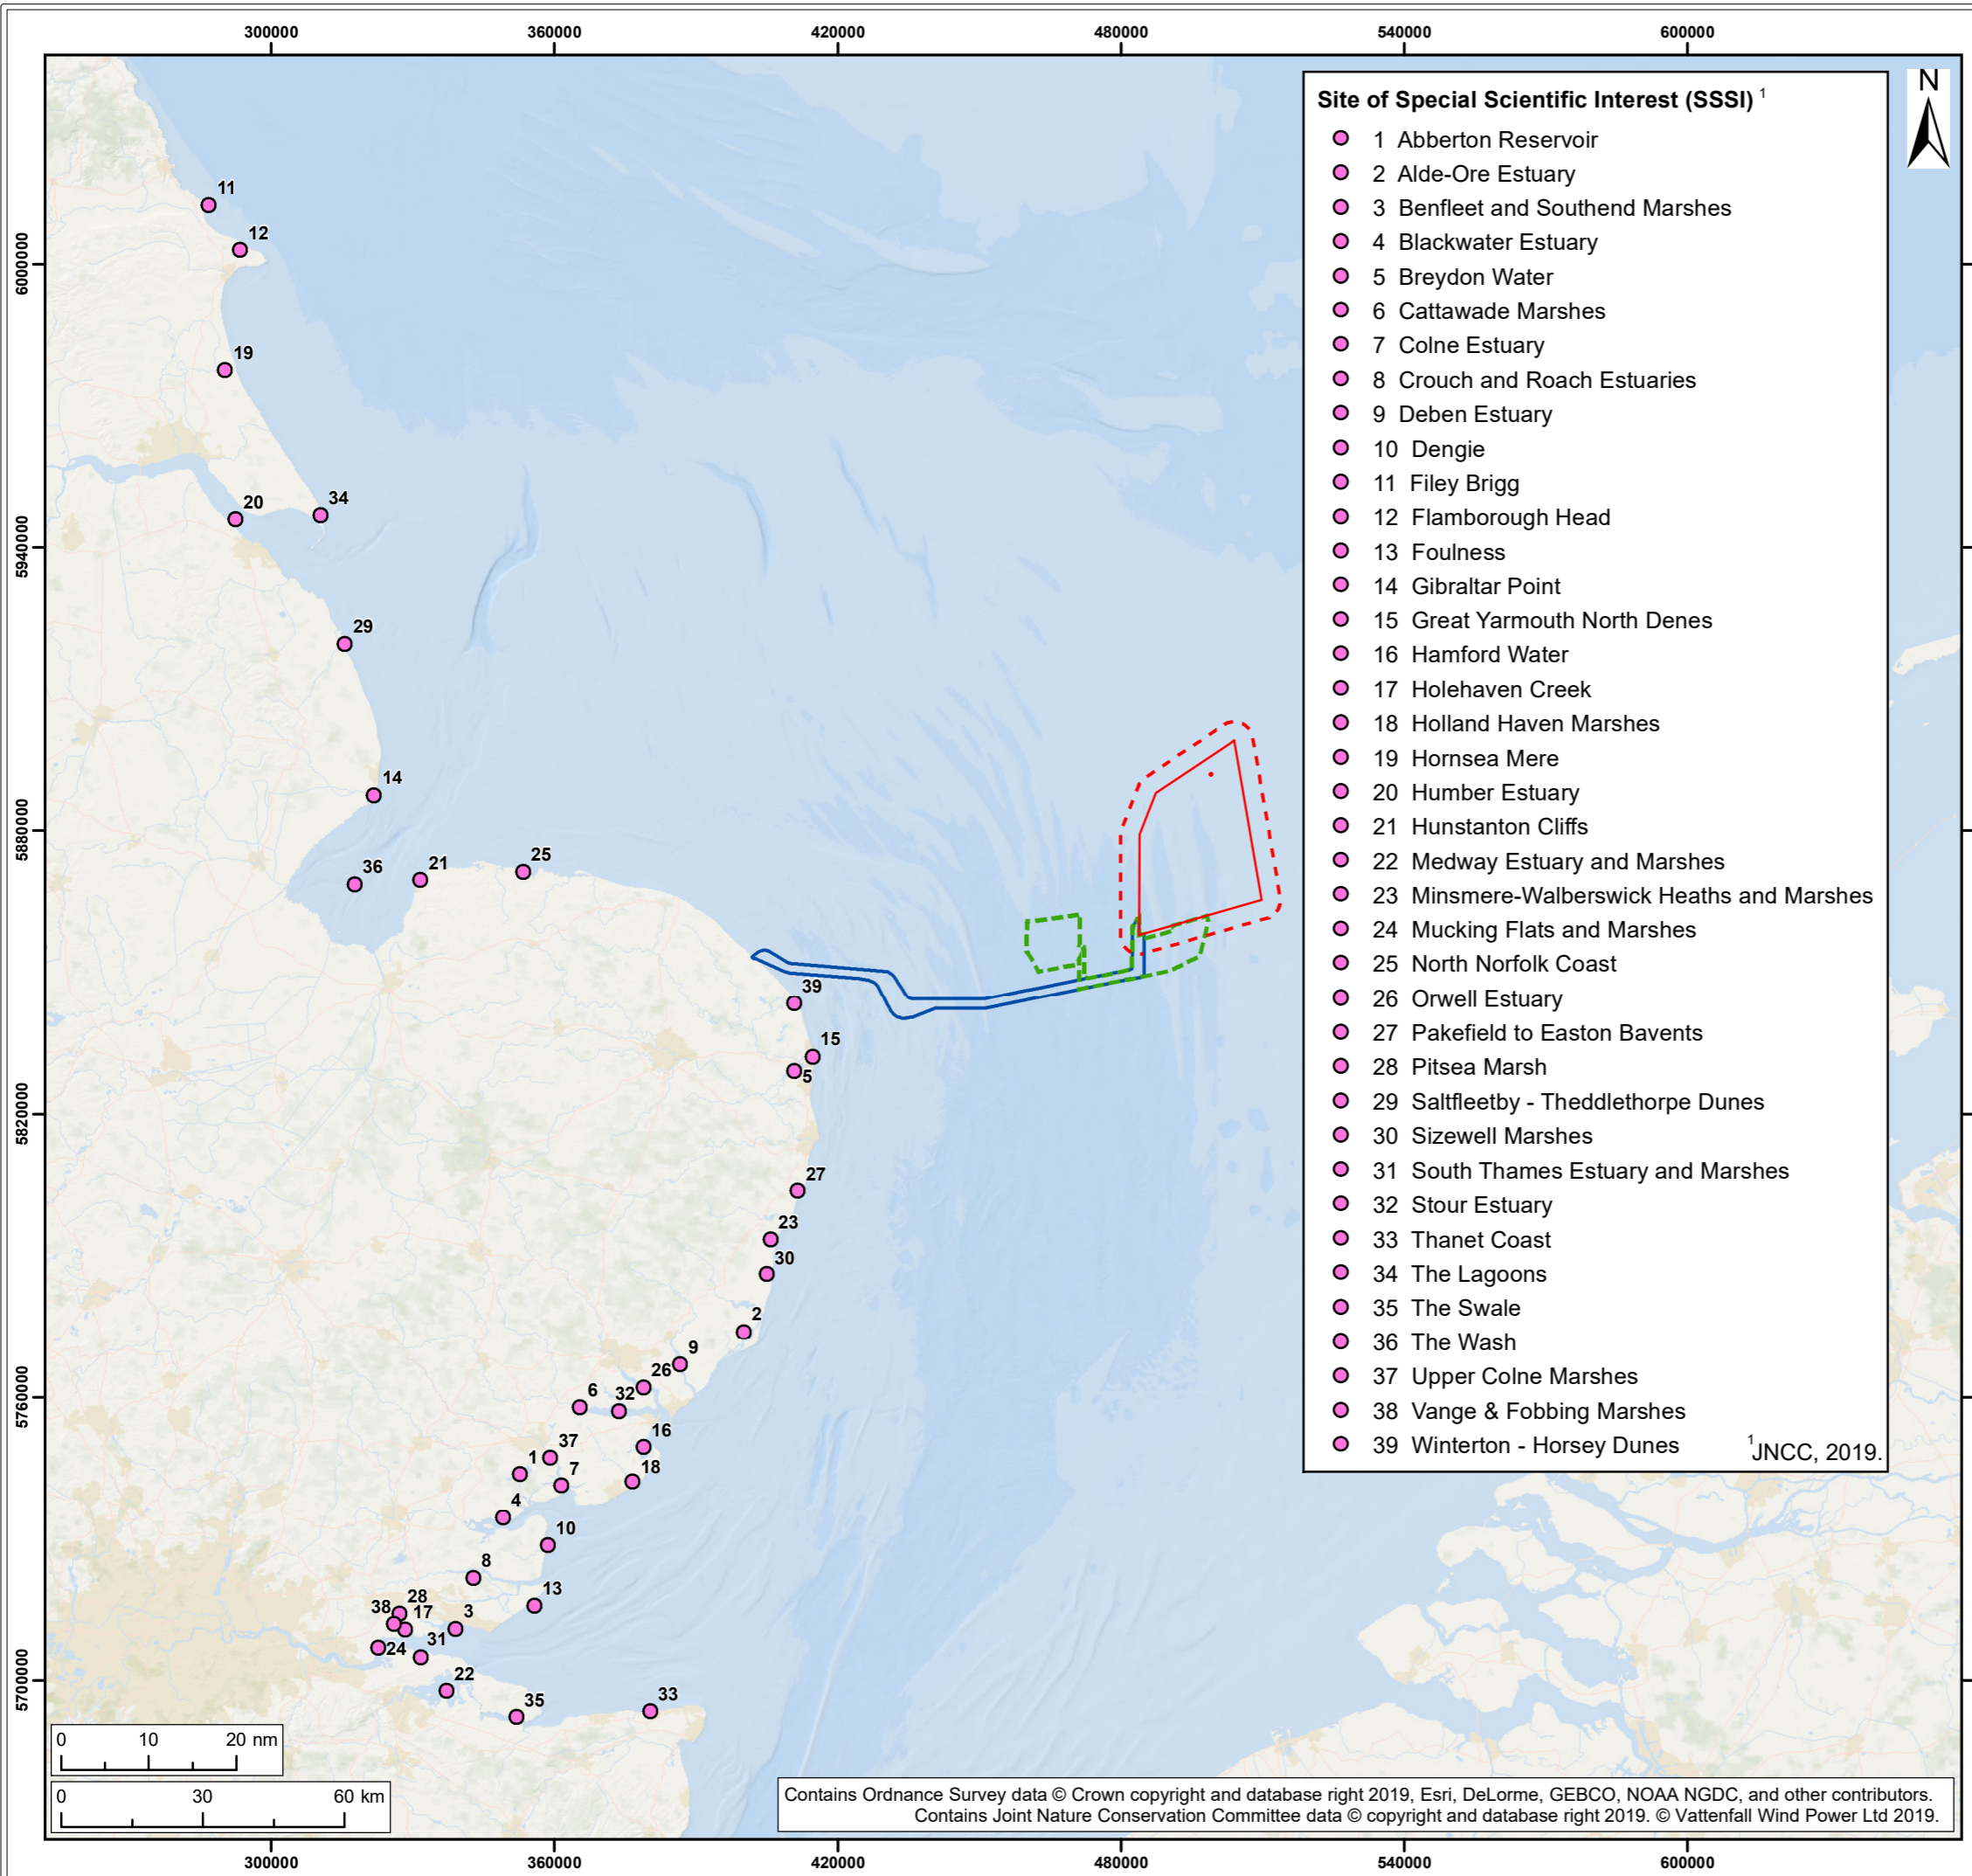 300000 360000 420000 480000 540000 600000
6000000
5940000
5880000
5820000
5760000
5700000
N
Site of Special Scientific Interest (SSSI) 1
1 Abberton Reservoir
2 Alde-Ore Estuary
3 Benfleet and Southend Marshes
4 Blackwater Estuary
5 Breydon Water
6 Cattawade Marshes
7 Colne Estuary
8 Crouch and Roach Estuaries
9 Deben Estuary
10 Dengie
11 Filey Brigg
12 Flamborough Head
13 Foulness
14 Gibraltar Point
15 Great Yarmouth North Denes
16 Hamford Water
17 Holehaven Creek
18 Holland Haven Marshes
19 Hornsea Mere
20 Humber Estuary
21 Hunstanton Cliffs
22 Medway Estuary and Marshes
23 Minsmere-Walberswick Heaths and Marshes
24 Mucking Flats and Marshes
25 North Norfolk Coast
26 Orwell Estuary
27 Pakefield to Easton Bavents
28 Pitsea Marsh
29 Saltfleetby - Theddlethorpe Dunes
30 Sizewell Marshes
31 South Thames Estuary and Marshes
32 Stour Estuary
33 Thanet Coast
34 The Lagoons
35 The Swale
36 The Wash
37 Upper Colne Marshes
38 Vange & Fobbing Marshes
39 Winterton - Horsey Dunes
1JNCC, 2019.
11
12
19
20
34
29
14
36
21
25
39
15
5
27
23
30
2
9
26
6
32
16
37
1
7
18
4
10
8
13
28
38
17
3
24
31
22
35
33
0 10 20 nm
0 30 60 km
Contains Ordnance Survey data © Crown copyright and database right 2019, Esri, DeLorme, GEBCO, NOAA NGDC, and other contributors.
Contains Joint Nature Conservation Committee data © copyright and database right 2019. © Vattenfall Wind Power Ltd 2019.
300000 360000 420000 480000 540000 600000